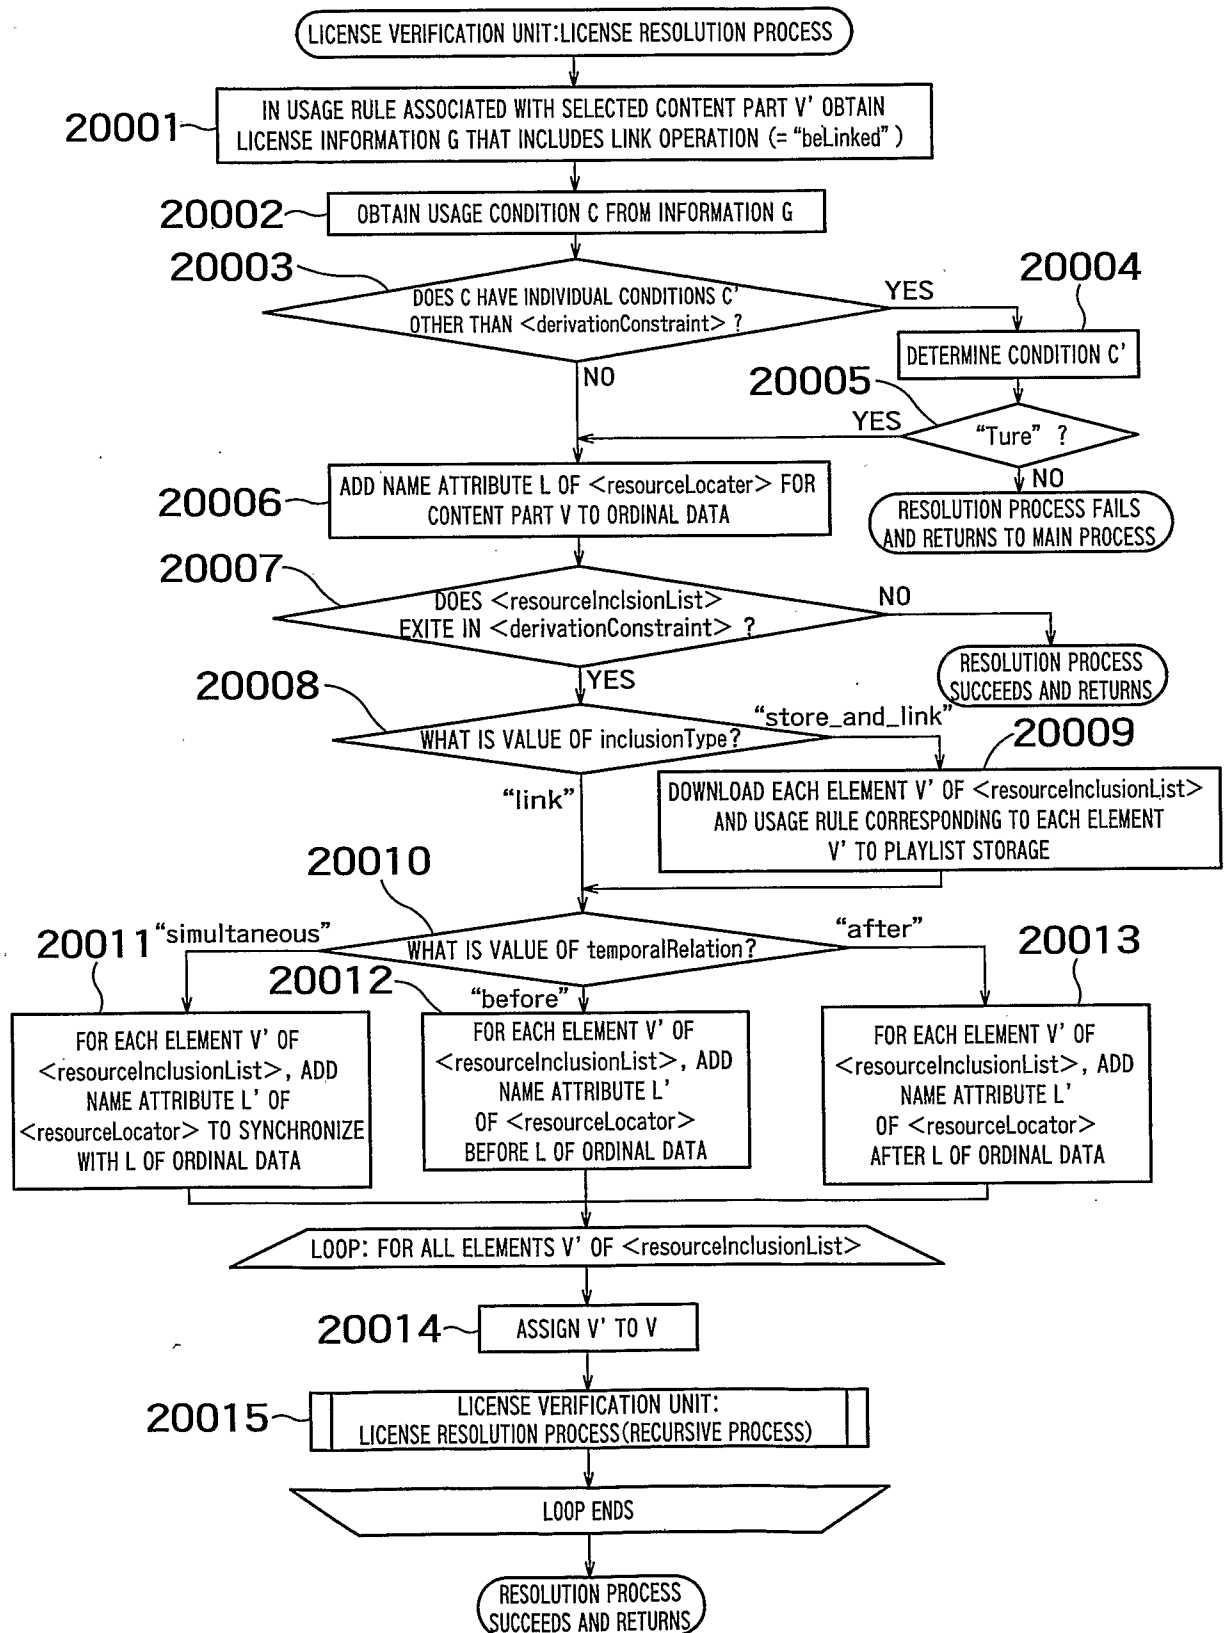 LICENSE VERIFICATION UNIT:LICENSE RESOLUTION PROCESS
20001
IN USAGE RULE ASSOCIATED WITH SELECTED CONTENT PART V' OBTAIN
LICENSE INFORMATION G THAT INCLUDES LINK OPERATION (= "beLinked" )
20002
OBTAIN USAGE CONDITION C FROM INFORMATION G
20003
DOES C HAVE INDIVIDUAL CONDITIONS C'
OTHER THAN <derivationConstraint> ?
YES
20004
DETERMINE CONDITION C'
NO
20005
YES
"Ture" ?
NO
RESOLUTION PROCESS FAILS
AND RETURNS TO MAIN PROCESS
20006
ADD NAME ATTRIBUTE L OF <resourceLocater> FOR
CONTENT PART V TO ORDINAL DATA
20007
DOES <resourceInclsionList>
EXITE IN <derivationConstraint> ?
NO
RESOLUTION PROCESS
SUCCEEDS AND RETURNS
YES
20008
WHAT IS VALUE OF inclusionType?
"store_and_link"
20009
DOWNLOAD EACH ELEMENT V' OF <resourceInclusionList>
AND USAGE RULE CORRESPONDING TO EACH ELEMENT
V' TO PLAYLIST STORAGE
"link"
20010
WHAT IS VALUE OF temporalRelation?
20011
"simultaneous"
FOR EACH ELEMENT V' OF
<resourceInclusionList>, ADD
NAME ATTRIBUTE L' OF
<resourceLocator> TO SYNCHRONIZE
WITH L OF ORDINAL DATA
20012
"before"
FOR EACH ELEMENT V' OF
<resourceInclusionList>, ADD
NAME ATTRIBUTE L'
OF <resourceLocator>
BEFORE L OF ORDINAL DATA
"after"
20013
FOR EACH ELEMENT V' OF
<resourceInclusionList>, ADD
NAME ATTRIBUTE L'
OF <resourceLocator>
AFTER L OF ORDINAL DATA
LOOP: FOR ALL ELEMENTS V' OF <resourceInclusionList>
20014
ASSIGN V' TO V
20015
LICENSE VERIFICATION UNIT:
LICENSE RESOLUTION PROCESS(RECURSIVE PROCESS)
LOOP ENDS
RESOLUTION PROCESS
SUCCEEDS AND RETURNS